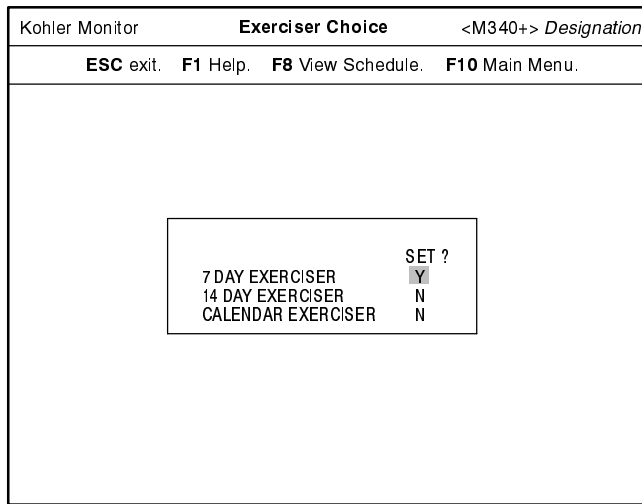 Kohler Monitor Exerciser Choice <M340+> Designation
ESC exit. F1 Help. F8 View Schedule. F10 Main Menu.
SET ?
7 DAY EXERCISER Y
14 DAY EXERCISER N
CALENDAR EXERCISER N